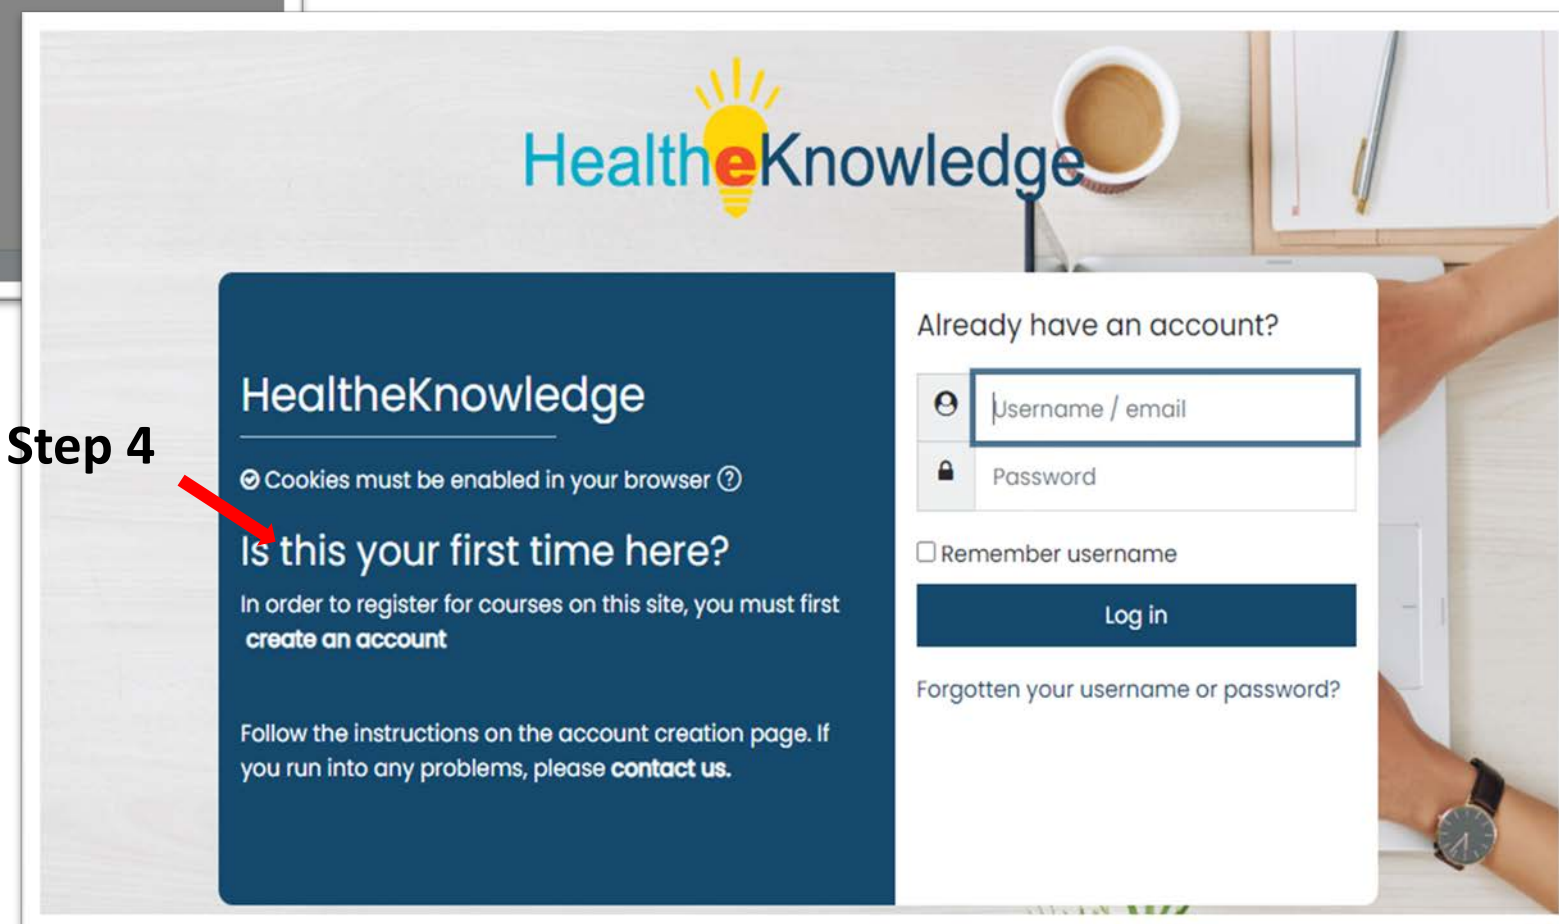 HealtheKnowledge
Step 4
HealtheKnowledge
Cookies must be enabled in your browser
Is this your first time here?
In order to register for courses on this site, you must first
create an account
Follow the instructions on the account creation page. If
you run into any problems, please contact us.
Already have an account?
Username / email
Password
Remember username
Log in
Forgotten your username or password?